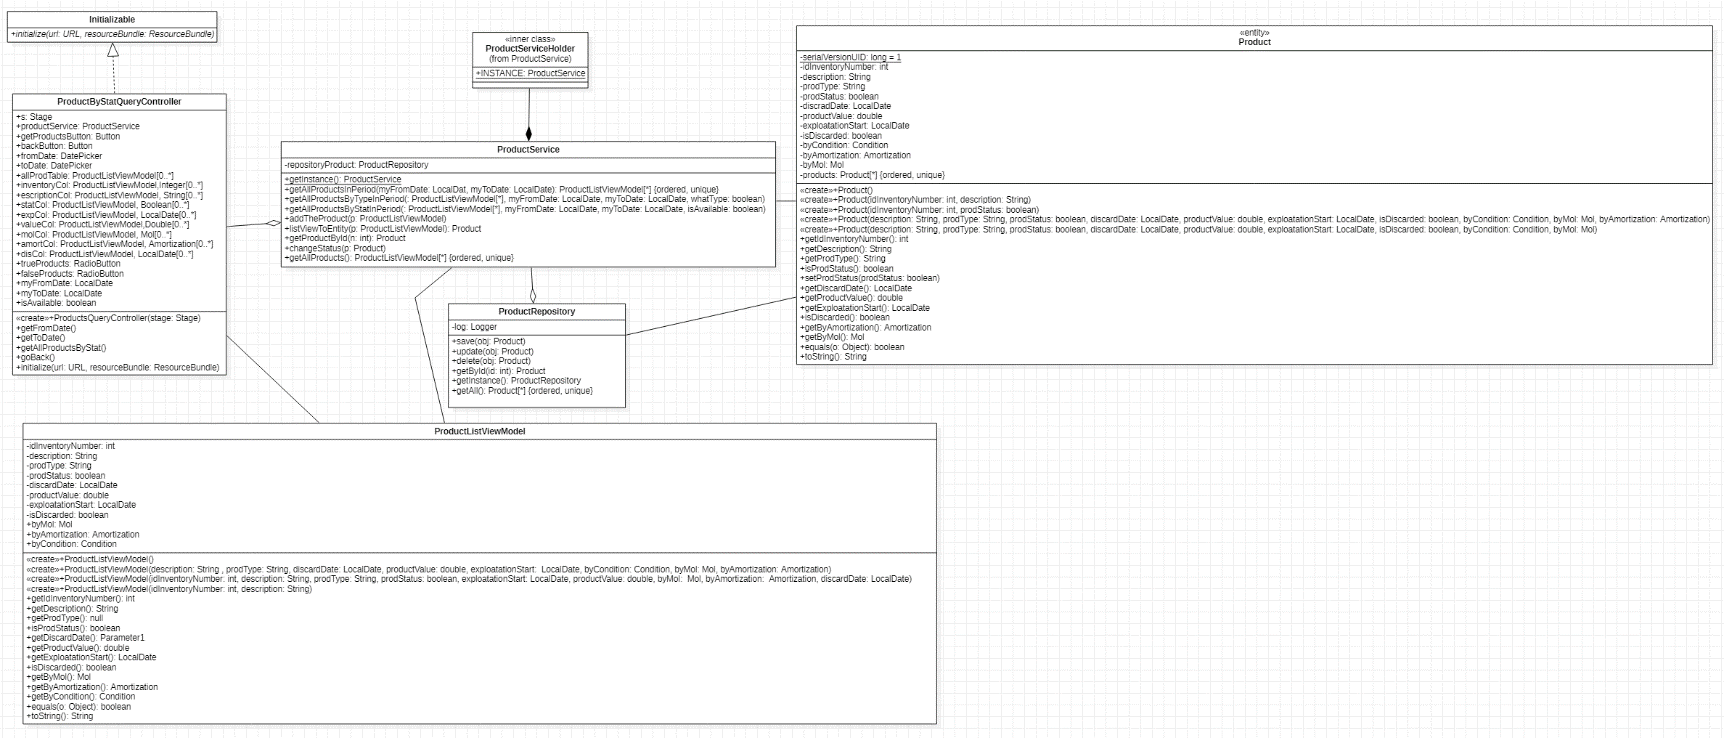 Initializable
+initialize(url: URL, resourceBundle: ResourceBundle)
ProductByStatQueryController
+s: Stage
+productService: ProductService
+getProductsButton: Button
+backButton: Button
+fromDate: DatePicker
+toDate: DatePicker
+allProdTable: ProductListViewModel[0..*]
+inventoryCol: ProductListViewModel,Integer[0..*]
+escriptionCol: ProductListViewModel, String[0..*]
+statCol: ProductListViewModel, Boolean[0..*]
+expCol: ProductListViewModel, LocalDate[0..*]
+valueCol: ProductListViewModel,Double[0..*]
+molCol: ProductListViewModel, Mol[0..*]
+amortCol: ProductListViewModel, Amortization[0..*]
+disCol: ProductListViewModel, LocalDate[0..*]
+trueProducts: RadioButton
+falseProducts: RadioButton
+myFromDate: LocalDate
+myToDate: LocalDate
+isAvailable: boolean
«create»+ProductsQueryController(stage: Stage)
+getFromDate()
+getToDate()
+getAllProductsByStat()
+goBack()
+initialize(url: URL, resourceBundle: ResourceBundle)
«inner class»
ProductServiceHolder
(from ProductService)
+INSTANCE: ProductService
ProductService
-repositoryProduct: ProductRepository
+getInstance(): ProductService
+getAllProductsInPeriod(myFromDate: LocalDat, myToDate: LocalDate): ProductListViewModel[*] {ordered, unique}
+getAllProductsByTypeInPeriod(: ProductListViewModel[*], myFromDate: LocalDate, myToDate: LocalDate, whatType: boolean)
+getAllProductsByStatInPeriod(: ProductListViewModel[*], myFromDate: LocalDate, myToDate: LocalDate, isAvailable: boolean)
+addTheProduct(p: ProductListViewModel)
+listViewToEntity(p: ProductListViewModel): Product
+getProductById(n: int): Product
+changeStatus(p: Product)
+getAllProducts(): ProductListViewModel[*] {ordered, unique}
ProductRepository
-log: Logger
+save(obj: Product)
+update(obj: Product)
+delete(obj: Product)
+getById(id: int): Product
+getInstance(): ProductRepository
+getAll(): Product[*] {ordered, unique}
«entity»
Product
-serialVersionUID: long = 1
-idInventoryNumber: int
-description: String
-prodType: String
-prodStatus: boolean
-discradDate: LocalDate
-productValue: double
-exploatationStart: LocalDate
-isDiscarded: boolean
-byCondition: Condition
-byAmortization: Amortization
-byMol: Mol
-products: Product[*] {ordered, unique}
«create»+Product()
«create»+Product(idInventoryNumber: int, description: String)
«create»+Product(idInventoryNumber: int, prodStatus: boolean)
«create»+Product(description: String, prodType: String, prodStatus: boolean, discardDate: LocalDate, productValue: double, exploatationStart: LocalDate, isDiscarded: boolean, byCondition: Condition, byMol: Mol, byAmortization: Amortization)
«create»+Product(description: String, prodType: String, prodStatus: boolean, discardDate: LocalDate, productValue: double, exploatationStart: LocalDate, isDiscarded: boolean, byCondition: Condition, byMol: Mol)
+getIdInventoryNumber(): int
+getDescription(): String
+getProdType(): String
+isProdStatus(): boolean
+setProdStatus(prodStatus: boolean)
+getDiscardDate(): LocalDate
+getProductValue(): double
+getExploatationStart(): LocalDate
+isDiscarded(): boolean
+getByAmortization(): Amortization
+getByMol(): Mol
+equals(o: Object): boolean
+toString(): String
ProductListViewModel
-idInventoryNumber: int
-description: String
-prodType: String
-prodStatus: boolean
-discardDate: LocalDate
-productValue: double
-exploatationStart: LocalDate
-isDiscarded: boolean
+byMol: Mol
+byAmortization: Amortization
+byCondition: Condition
«create»+ProductListViewModel()
«create»+ProductListViewModel(description: String , prodType: String, discardDate: LocalDate, productValue: double, exploatationStart:  LocalDate, byCondition: Condition, byMol: Mol, byAmortization: Amortization)
«create»+ProductListViewModel(idInventoryNumber: int, description: String, prodType: String, prodStatus: boolean, exploatationStart: LocalDate, productValue: double, byMol:  Mol, byAmortization:  Amortization, discardDate: LocalDate)
«create»+ProductListViewModel(idInventoryNumber: int, description: String)
+getIdInventoryNumber(): int
+getDescription(): String
+getProdType(): null
+isProdStatus(): boolean
+getDiscardDate(): Parameter1
+getProductValue(): double
+getExploatationStart(): LocalDate
+isDiscarded(): boolean
+getByMol(): Mol
+getByAmortization(): Amortization
+getByCondition(): Condition
+equals(o: Object): boolean
+toString(): String